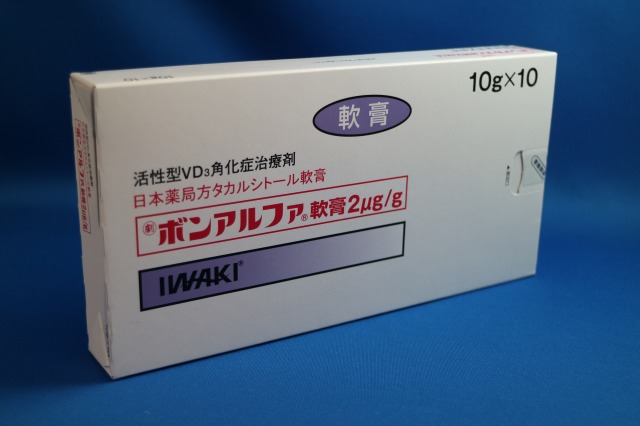 10g×10
軟膏
活性型VD₃角化症治療剤
日本薬局方タカルシトール軟膏
劇 ボンアルファ®軟膏2μg/g
IWAKI®